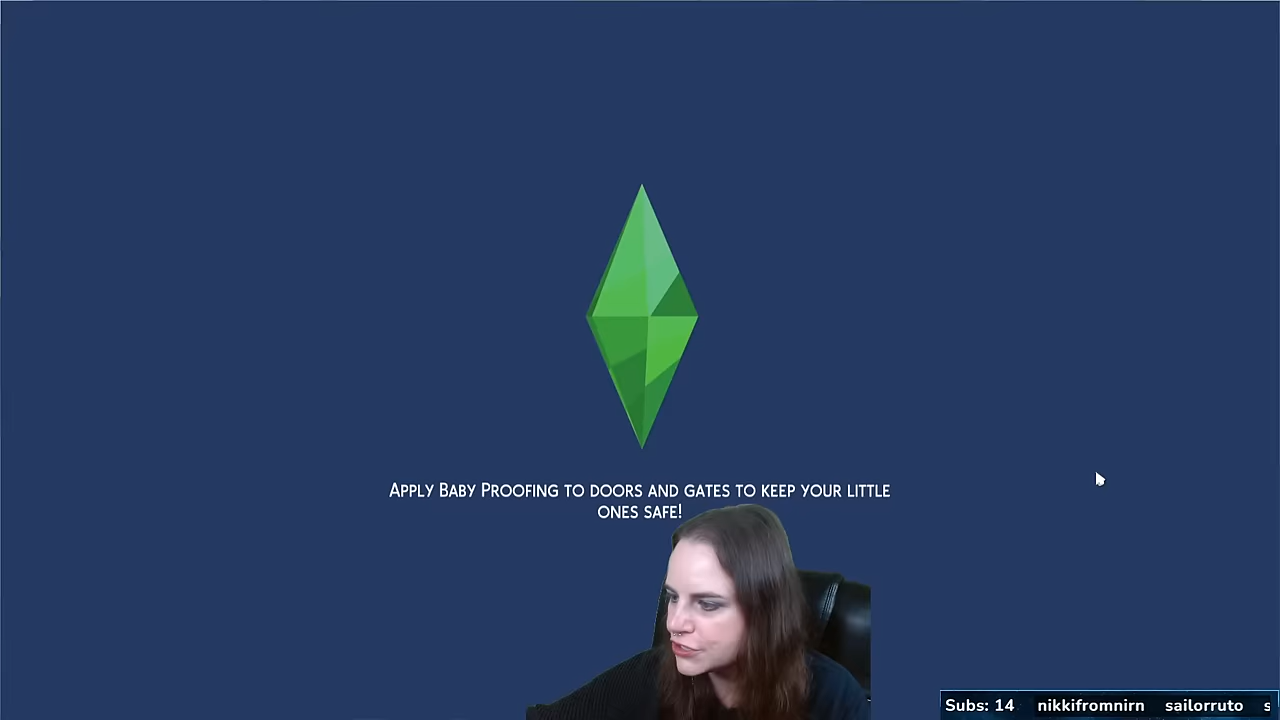 Apply Baby Proofing to doors and gates to keep your little
ones safe!
Subs: 14 nikkifromnirn sailorruto s